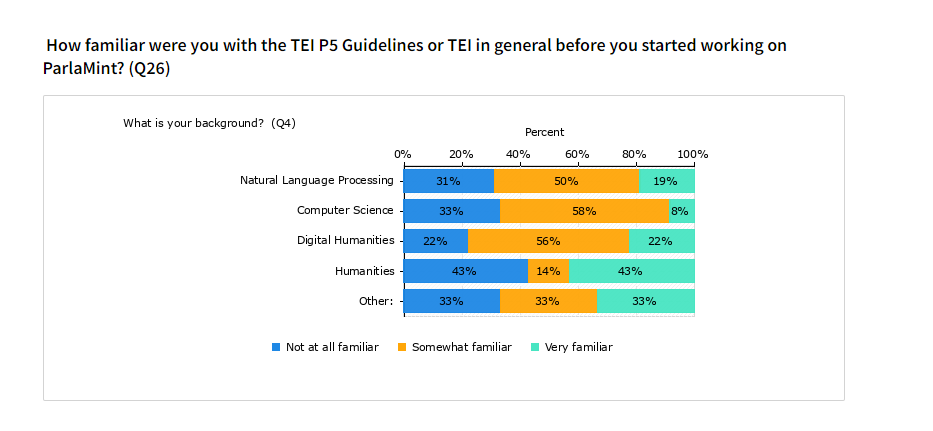 How familiar were you with the TEI P5 Guidelines or TEI in general before you started working on
ParlaMint? (Q26)
What is your background? (Q4)
Percent
0% 20% 40% 60% 80% 100%
Natural Language Processing 31% 50% 19%
Computer Science 33% 58% 8%
Digital Humanities 22% 56% 22%
Humanities 43% 14% 43%
Other: 33% 33% 33%
Not at all familiar Somewhat familiar Very familiar